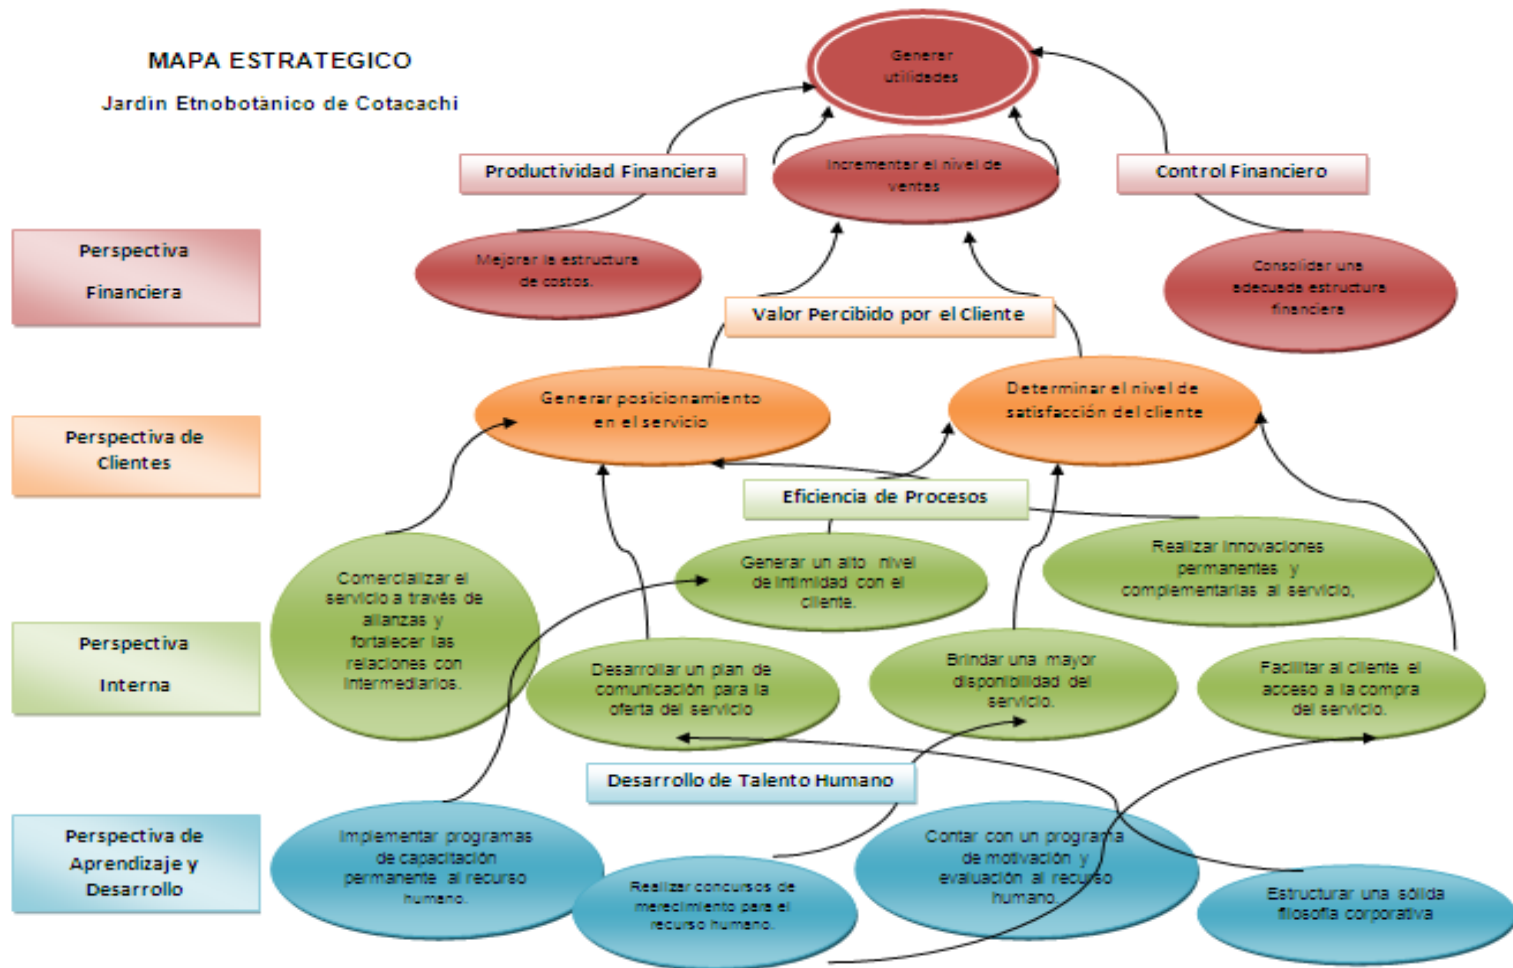 MAPA ESTRATEGICO
Jardín Etnobotánico de Cotacachi
Generar
utilidades
Productividad Financiera
Incrementar el nivel de
ventas
Control Financiero
Perspectiva
Financiera
Mejorar la estructura
de costos.
Consolidar una
adecuada estructura
financiera
Valor Percibido por el Cliente
Perspectiva de
Clientes
Generar posicionamiento
en el servicio
Determinar el nivel de
satisfacción del cliente
Eficiencia de Procesos
Perspectiva
Interna
Comercializar el
servicio a través de
alianzas y
fortalecer las
relaciones con
intermediarios.
Generar un alto nivel
de intimidad con el
cliente.
Realizar innovaciones
permanentes y
complementarias al servicio,
Desarrollar un plan de
comunicación para la
oferta del servicio
Brindar una mayor
disponibilidad del
servicio.
Facilitar al cliente el
acceso a la compra
del servicio.
Desarrollo de Talento Humano
Perspectiva de
Aprendizaje y
Desarrollo
Implementar programas
de capacitación
permanente al recurso
humano.
Realizar concursos de
merecimiento para el
recurso humano.
Contar con un programa
de motivación y
evaluación al recurso
humano.
Estructurar una sólida
filosofía corporativa